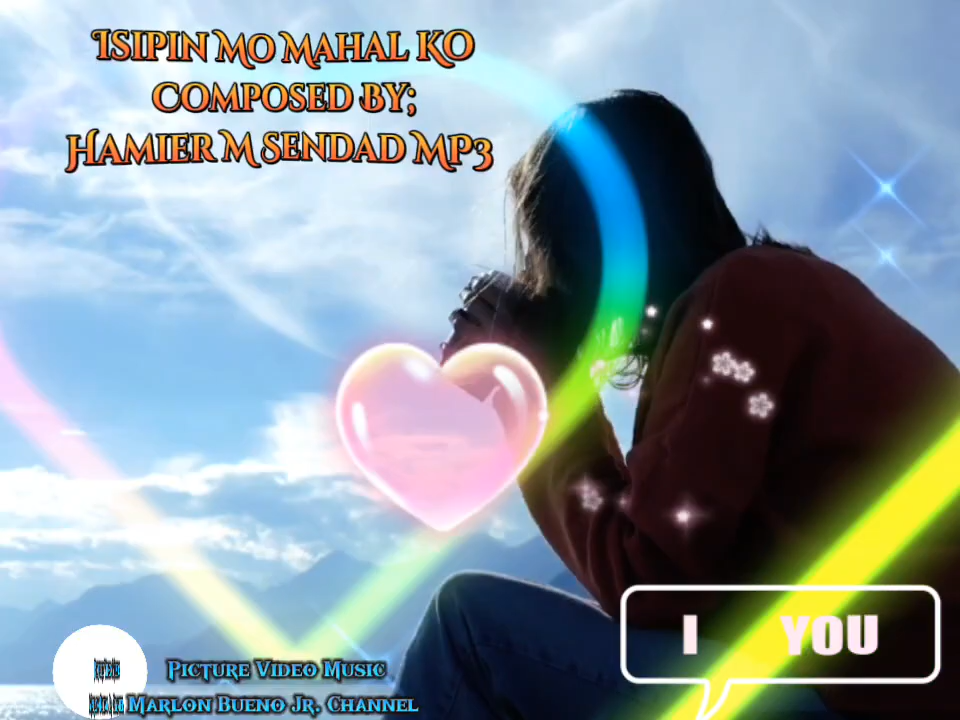 Isipin Mo Mahal Ko
Composed By;
Hamier M Sendad MP3
I YOU
Picture Video Music
Marlon Bueno Jr. Channel